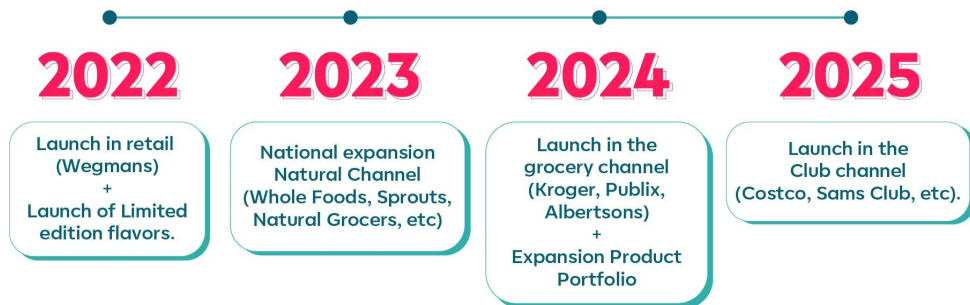 2022
2023
2024
2025
Launch in retail
(Wegmans)
+
Launch of Limited
edition flavors.
National expansion
Natural Channel
(Whole Foods, Sprouts,
Natural Grocers, etc)
Launch in the
grocery channel
(Kroger, Publix,
Albertsons)
+
Expansion Product
Portfolio
Launch in the
Club channel
(Costco, Sams Club, etc).